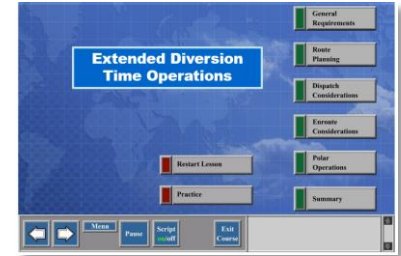 General
Requirements
Extended Diversion
Time Operations
Route
Planning
Dispatch
Considerations
Enroute
Considerations
Restart Lesson
Polar
Operations
Practice
Summary
Menu
Pause
Script
on/off
Exit
Course